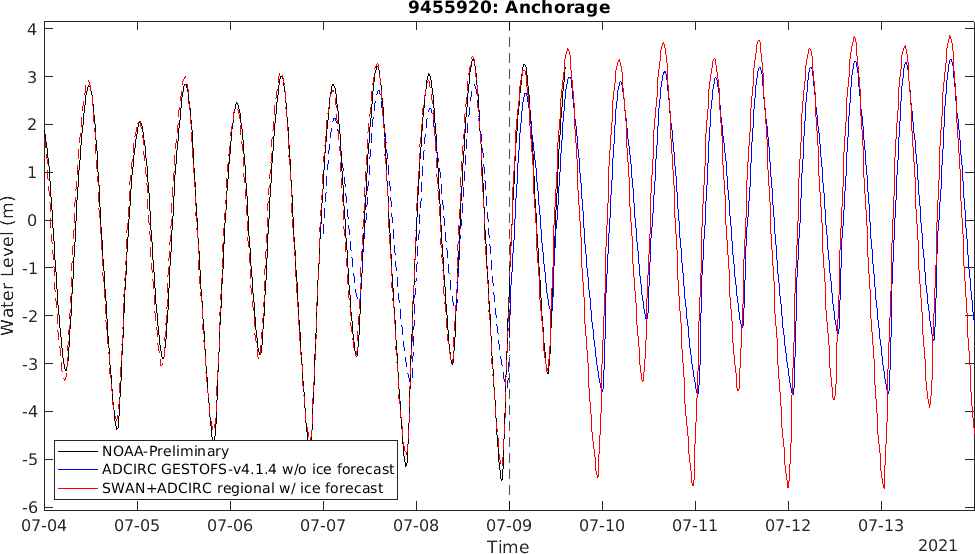 9455920: Anchorage
4
3
2
1
0
-1
-2
-3
-4
-5
-6
Water Level (m)
NOAA-Preliminary
ADCIRC GESTOFS-v4.1.4 w/o ice forecast
SWAN+ADCIRC regional w/ ice forecast
07-04 07-05 07-06 07-07 07-08 07-09 07-10 07-11 07-12 07-13
Time
2021